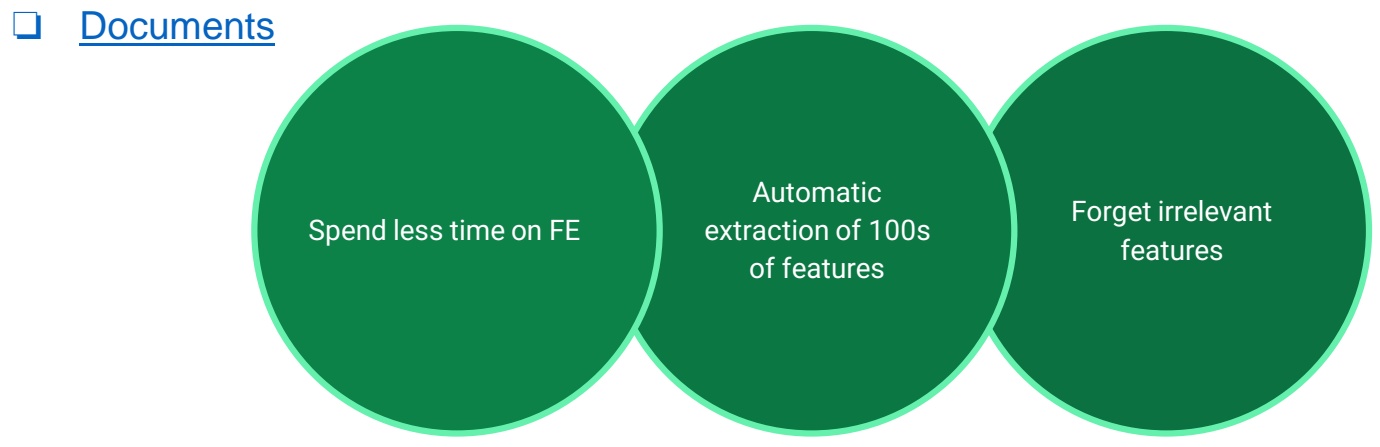 ❏ Documents
Spend less time on FE
Automatic
extraction of 100s
of features
Forget irrelevant
features